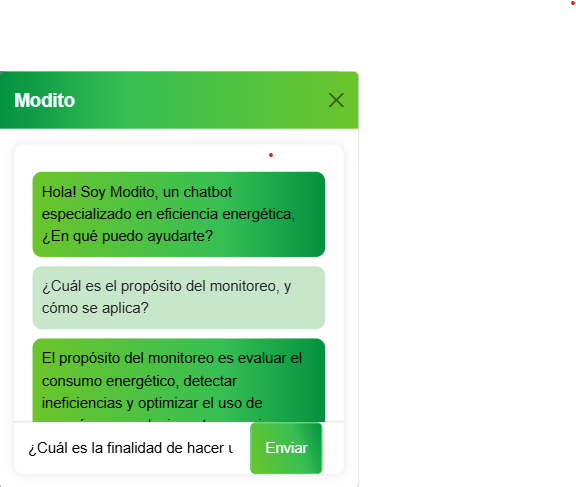 Modito
Hola! Soy Modito, un chatbot
especializado en eficiencia energética,
¿En qué puedo ayudarte?
¿Cuál es el propósito del monitoreo, y
cómo se aplica?
El propósito del monitoreo es evaluar el
consumo energético, detectar
ineficiencias y optimizar el uso de
¿Cuál es la finalidad de hacer
Enviar